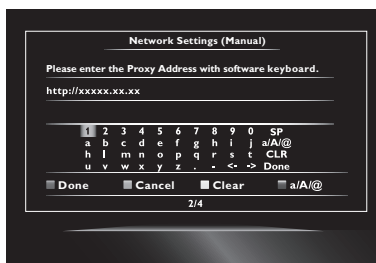 Network Settings (Manual)
Please enter the Proxy Address with software keyboard.
http://xxxxx.xx.xx
1 2 3 4 5 6 7 8 9 0 SP
a b c d e f g h i j a/A/@
h l m n o p q r s t CLR
u v w x y z . - <- -> Done
Done Cancel Clear a/A/@
2/4